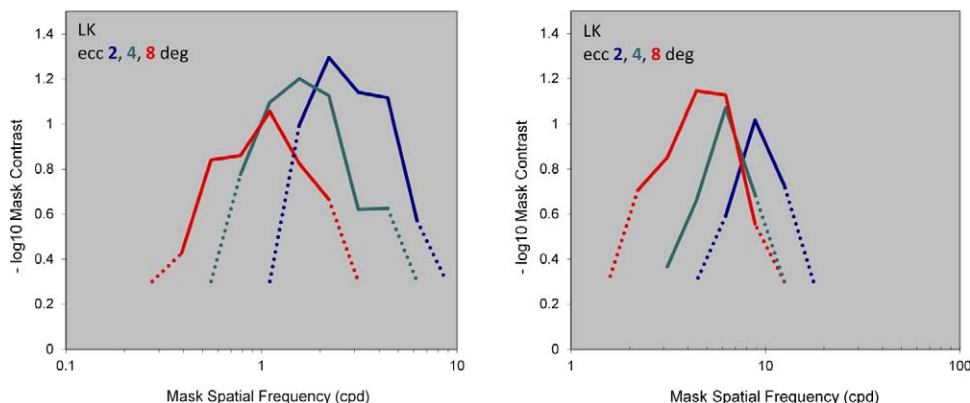 LK
ecc 2, 4, 8 deg
1.4
1.2
1
0.8
0.6
0.4
0.2
0
- log10 Mask Contrast
0.1
1
10
Mask Spatial Frequency (cpd)
LK
ecc 2, 4, 8 deg
1.4
1.2
1
0.8
0.6
0.4
0.2
0
- log10 Mask Contrast
1
10
100
Mask Spatial Frequency (cpd)